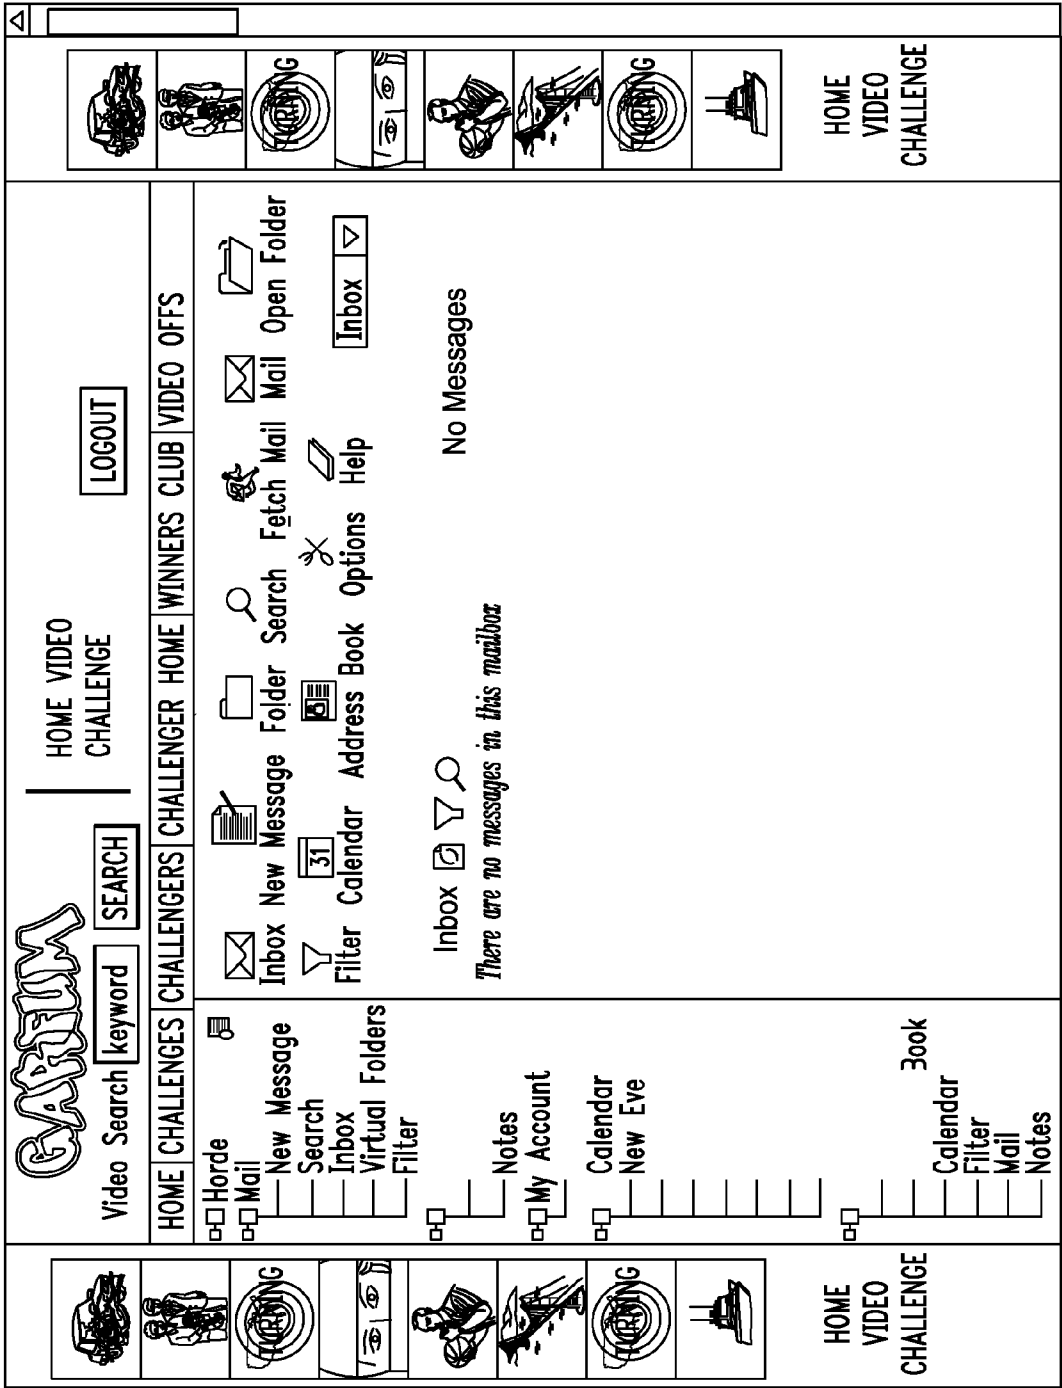 GARFUM
HOME VIDEO
CHALLENGE
Video Search keyword SEARCH
LOGOUT
HOME CHALLENGES CHALLENGERS CHALLENGER HOME WINNERS CLUB VIDEO OFFS
TURNING
TURNING
HOME
VIDEO
CHALLENGE
Horde
Mail
New Message
Search
Inbox
Virtual Folders
Filter
Notes
My Account
Calendar
New Eve
Book
Calendar
Filter
Mail
Notes
Inbox New Message Folder Search Fetch Mail Mail Open Folder
31
Filter Calendar Address Book Options Help
Inbox
Inbox
No Messages
There are no messages in this mailbox
TURNING
TURNING
HOME
VIDEO
CHALLENGE